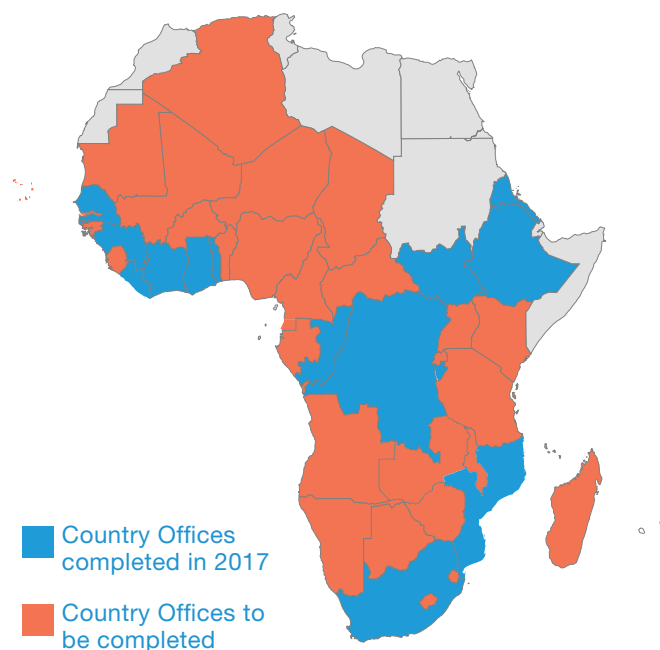 Country Offices
completed in 2017
Country Offices to
be completed